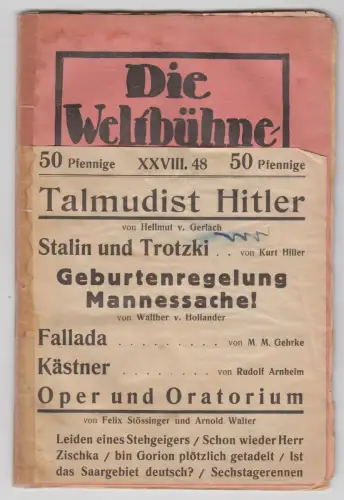 Die
Weltbühne
50 Pfennige XXVIII. 48 50 Pfennige
Talmudist Hitler
von Hellmut v. Gerlach
Stalin und Trotzki . . von Kurt Hiller
Geburtenregelung
Mannessache!
von Walther v. Hollander
Fallada . . . . . . . . . von M. M. Gehrke
Kästner . . . . . . . . von Rudolf Arnheim
Oper und Oratorium
von Felix Stössinger und Arnold Walter
Leiden eines Stehgeigers / Schon wieder Herr
Zischka / bin Gorion plötzlich getadelt / Ist
das Saargebiet deutsch? / Sechstagerennen